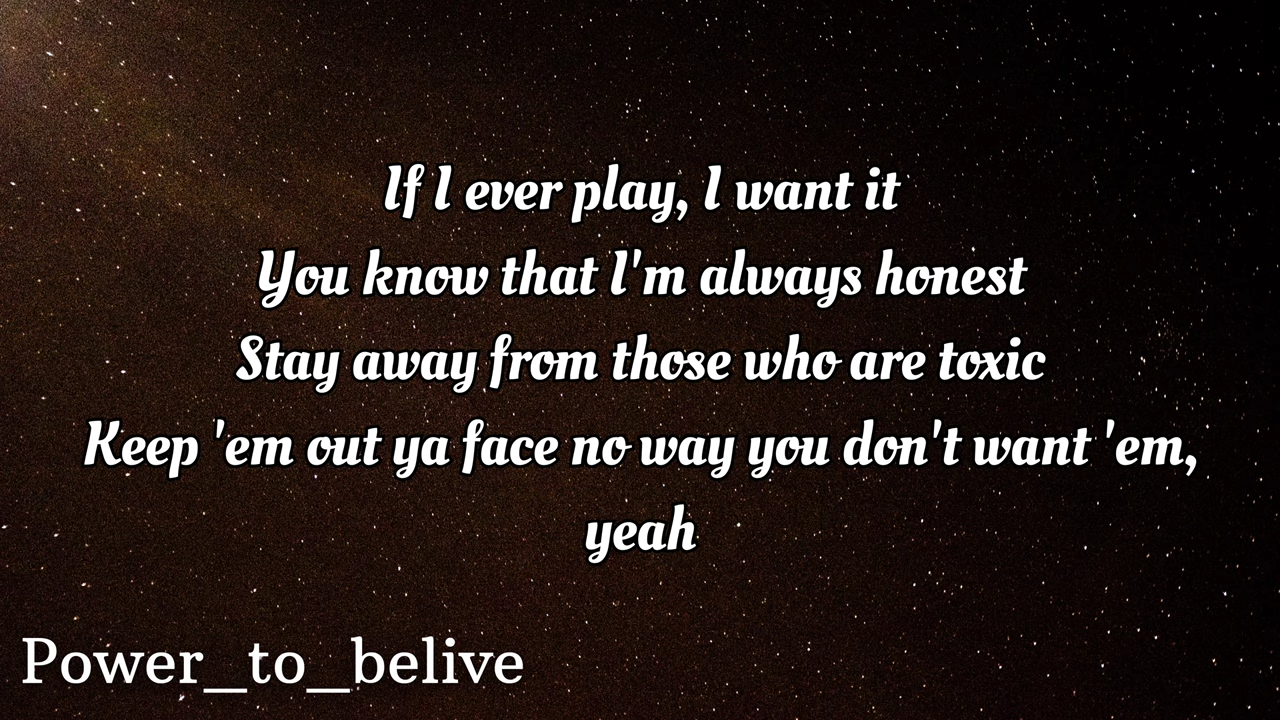 If I ever play, I want it
You know that I'm always honest
Stay away from those who are toxic
Keep 'em out ya face no way you don't want 'em,
yeah
Power_to_belive